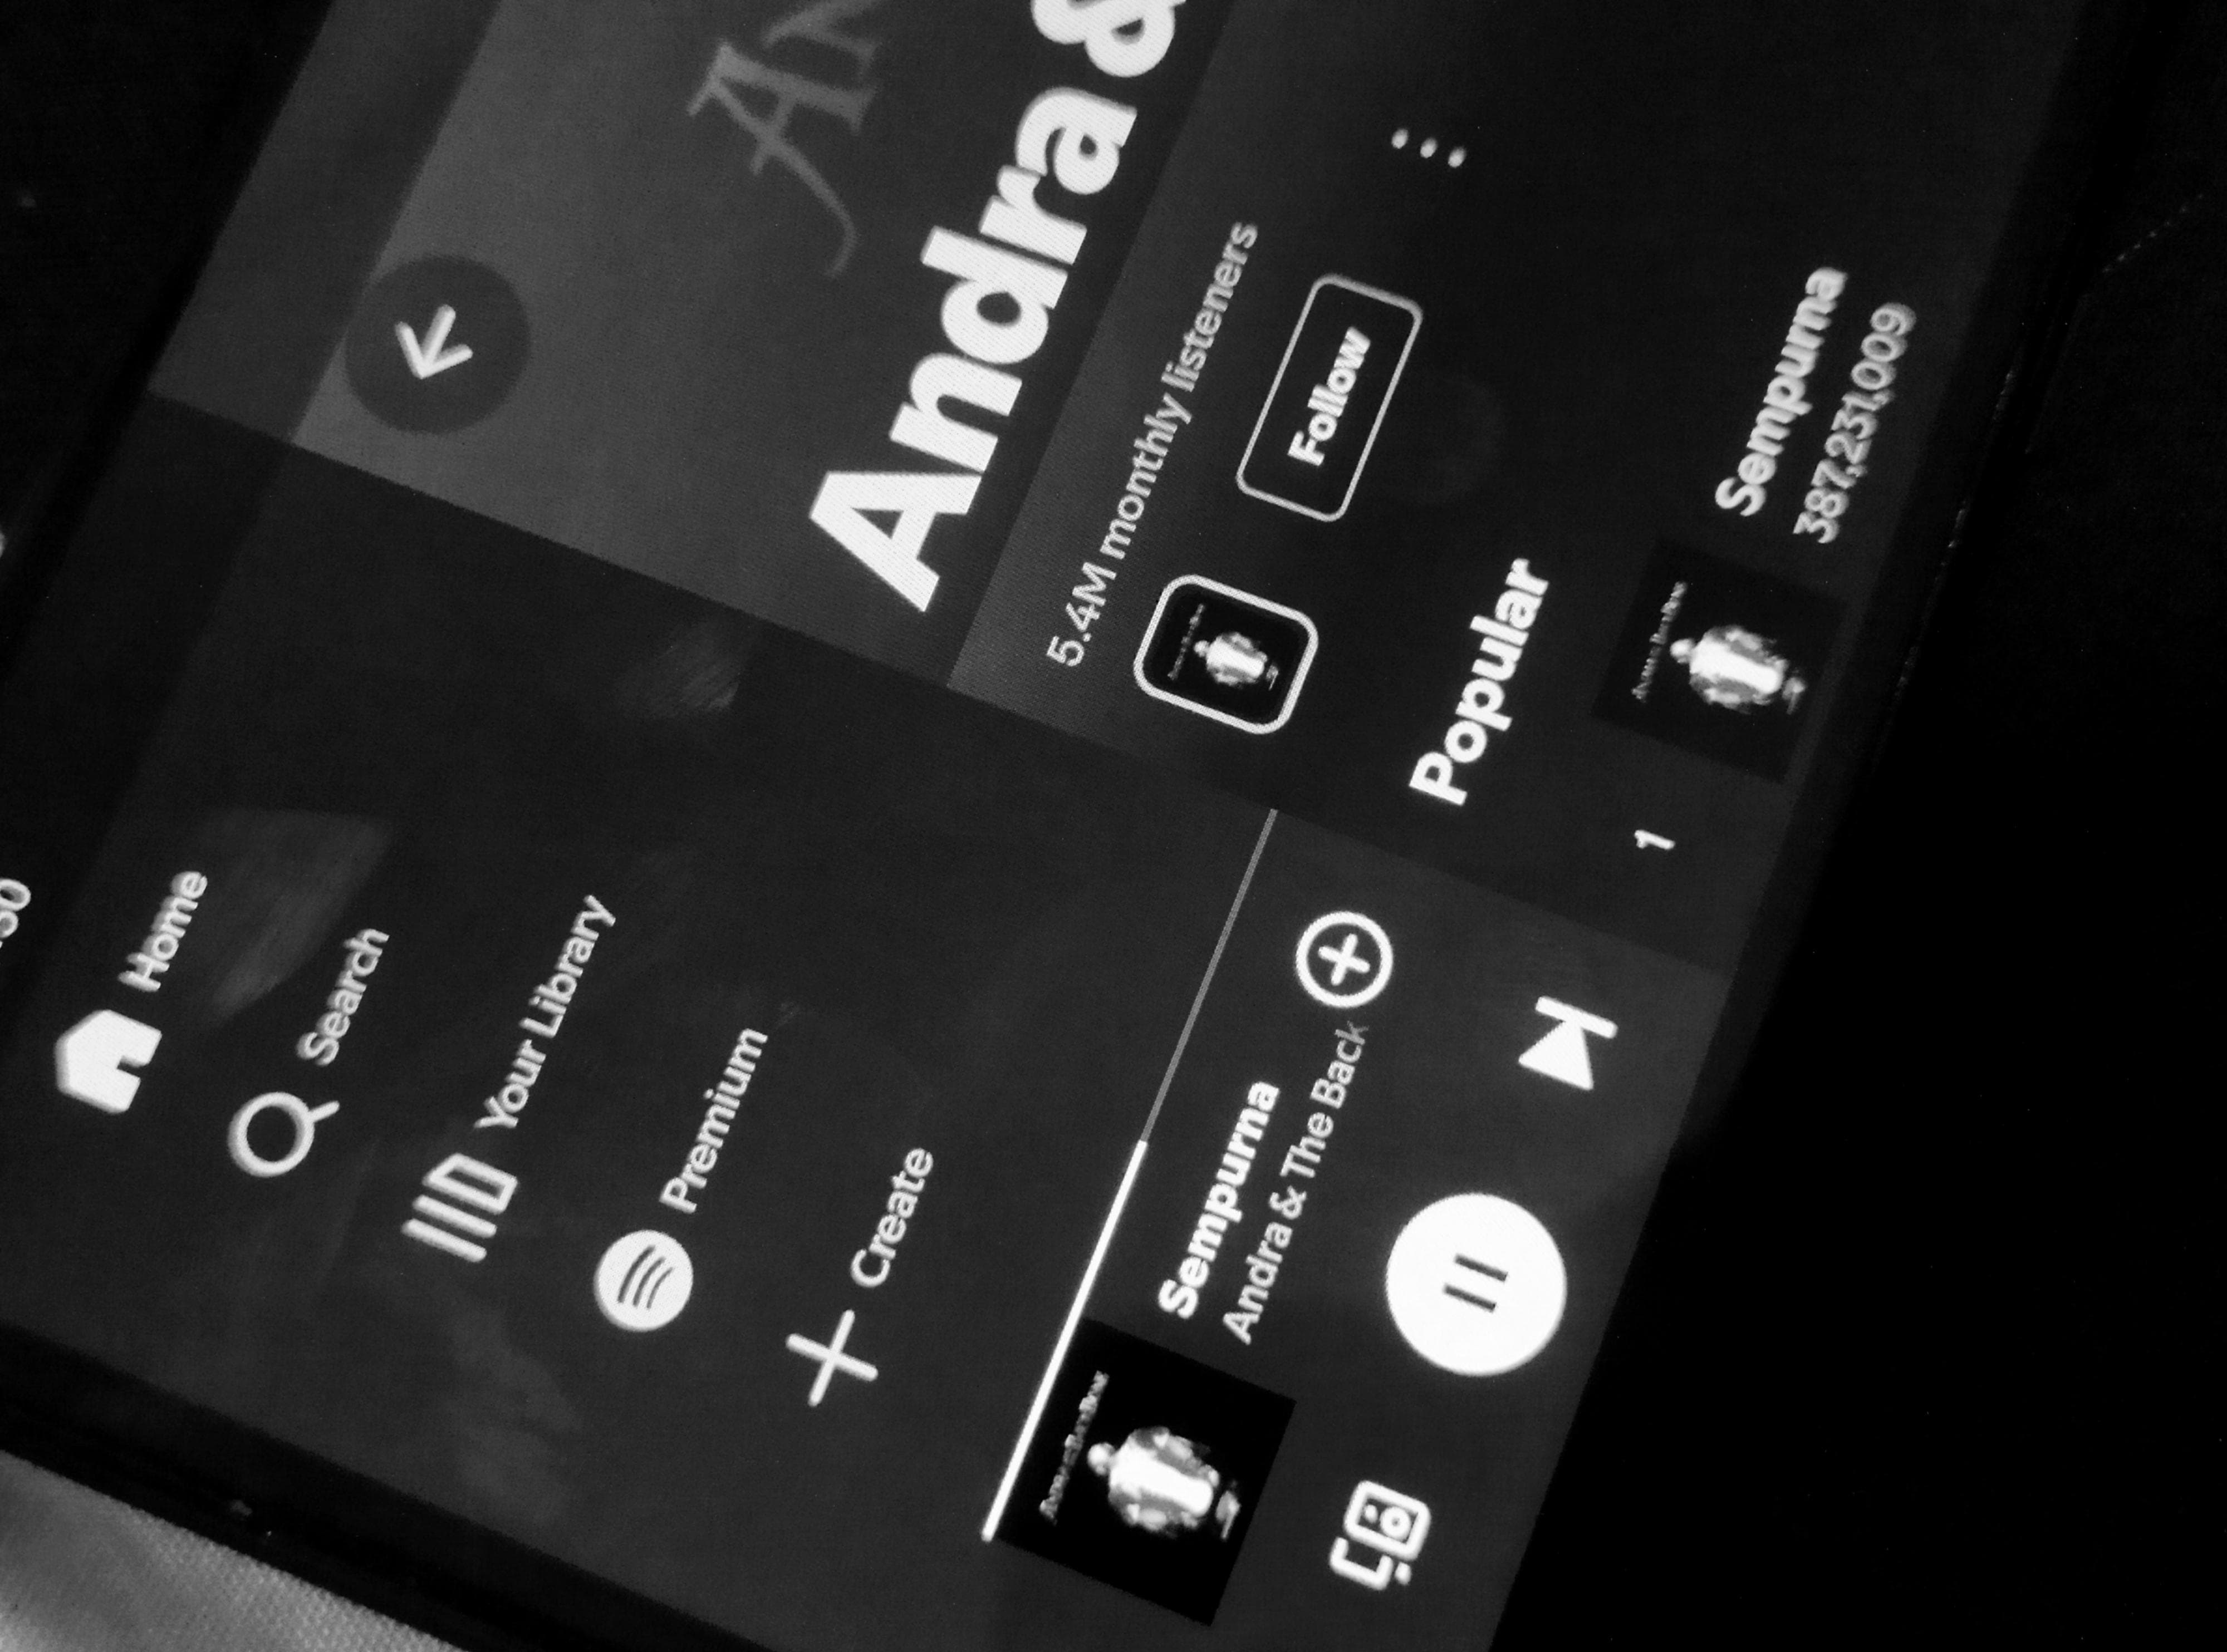 Home
Search
Your Library
Premium
Create
Sempurna
Andra & The Back
Andra &
5.4M monthly listeners
Follow
Popular
1
Sempurna
387,231,009